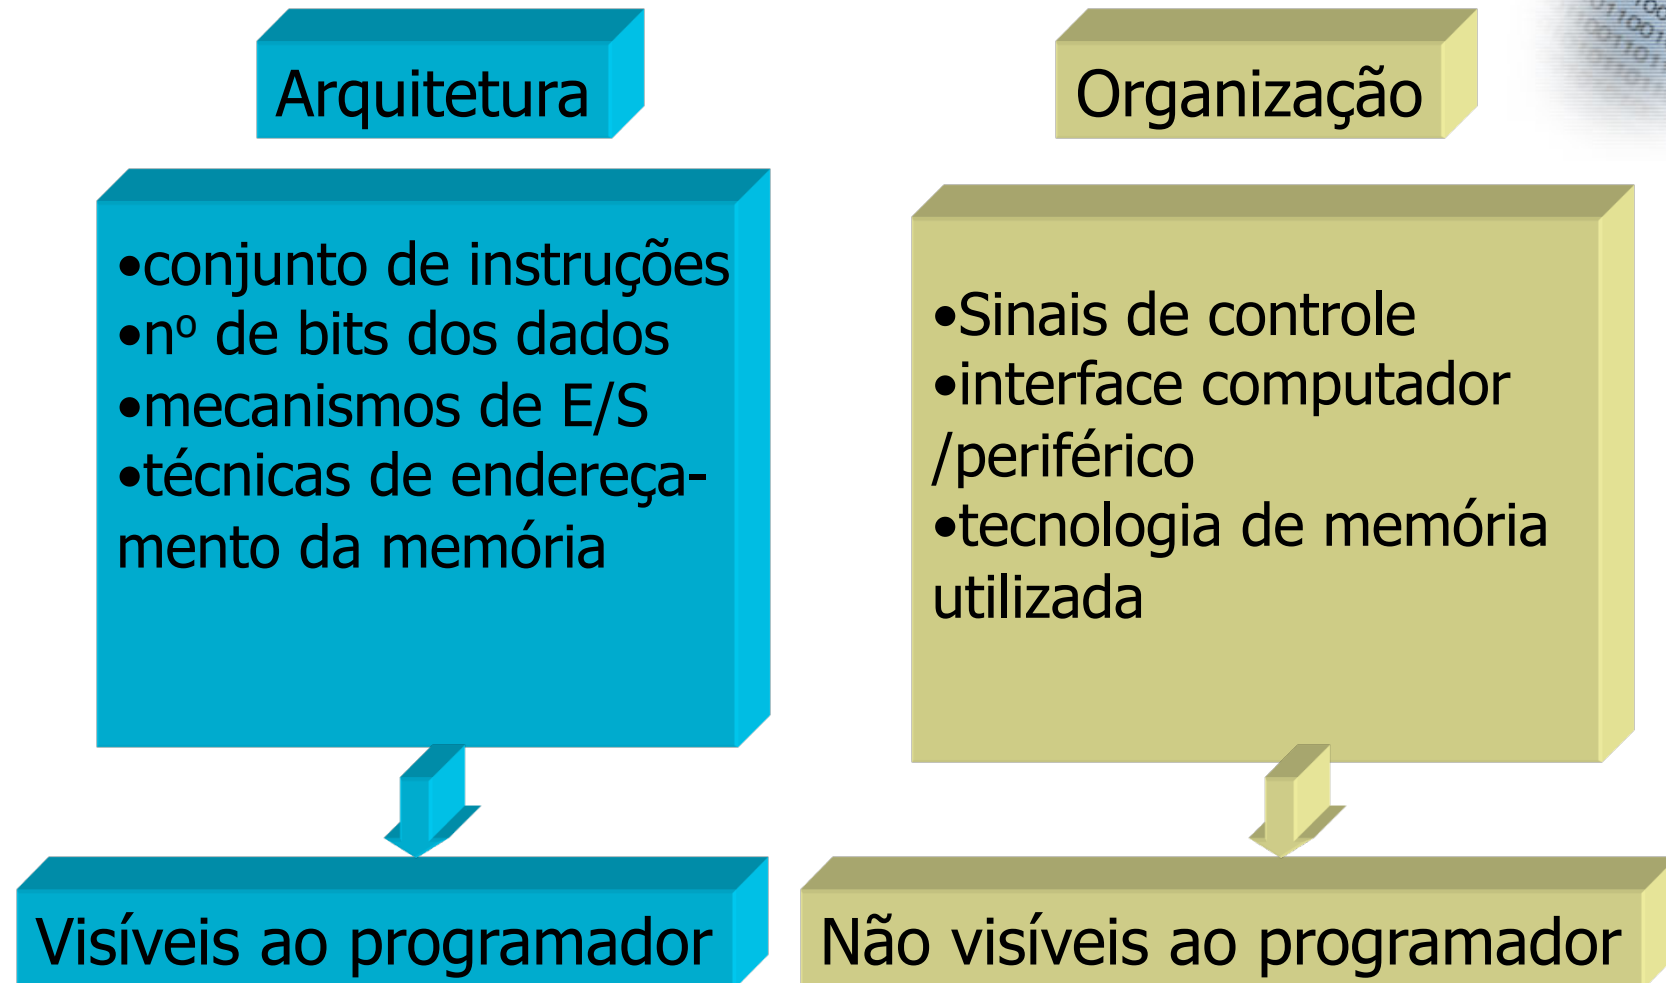 Arquitetura
•conjunto de instruções
•nº de bits dos dados
•mecanismos de E/S
•técnicas de endereça-
mento da memória
Visíveis ao programador
Organização
•Sinais de controle
•interface computador
/periférico
•tecnologia de memória
utilizada
Não visíveis ao programador